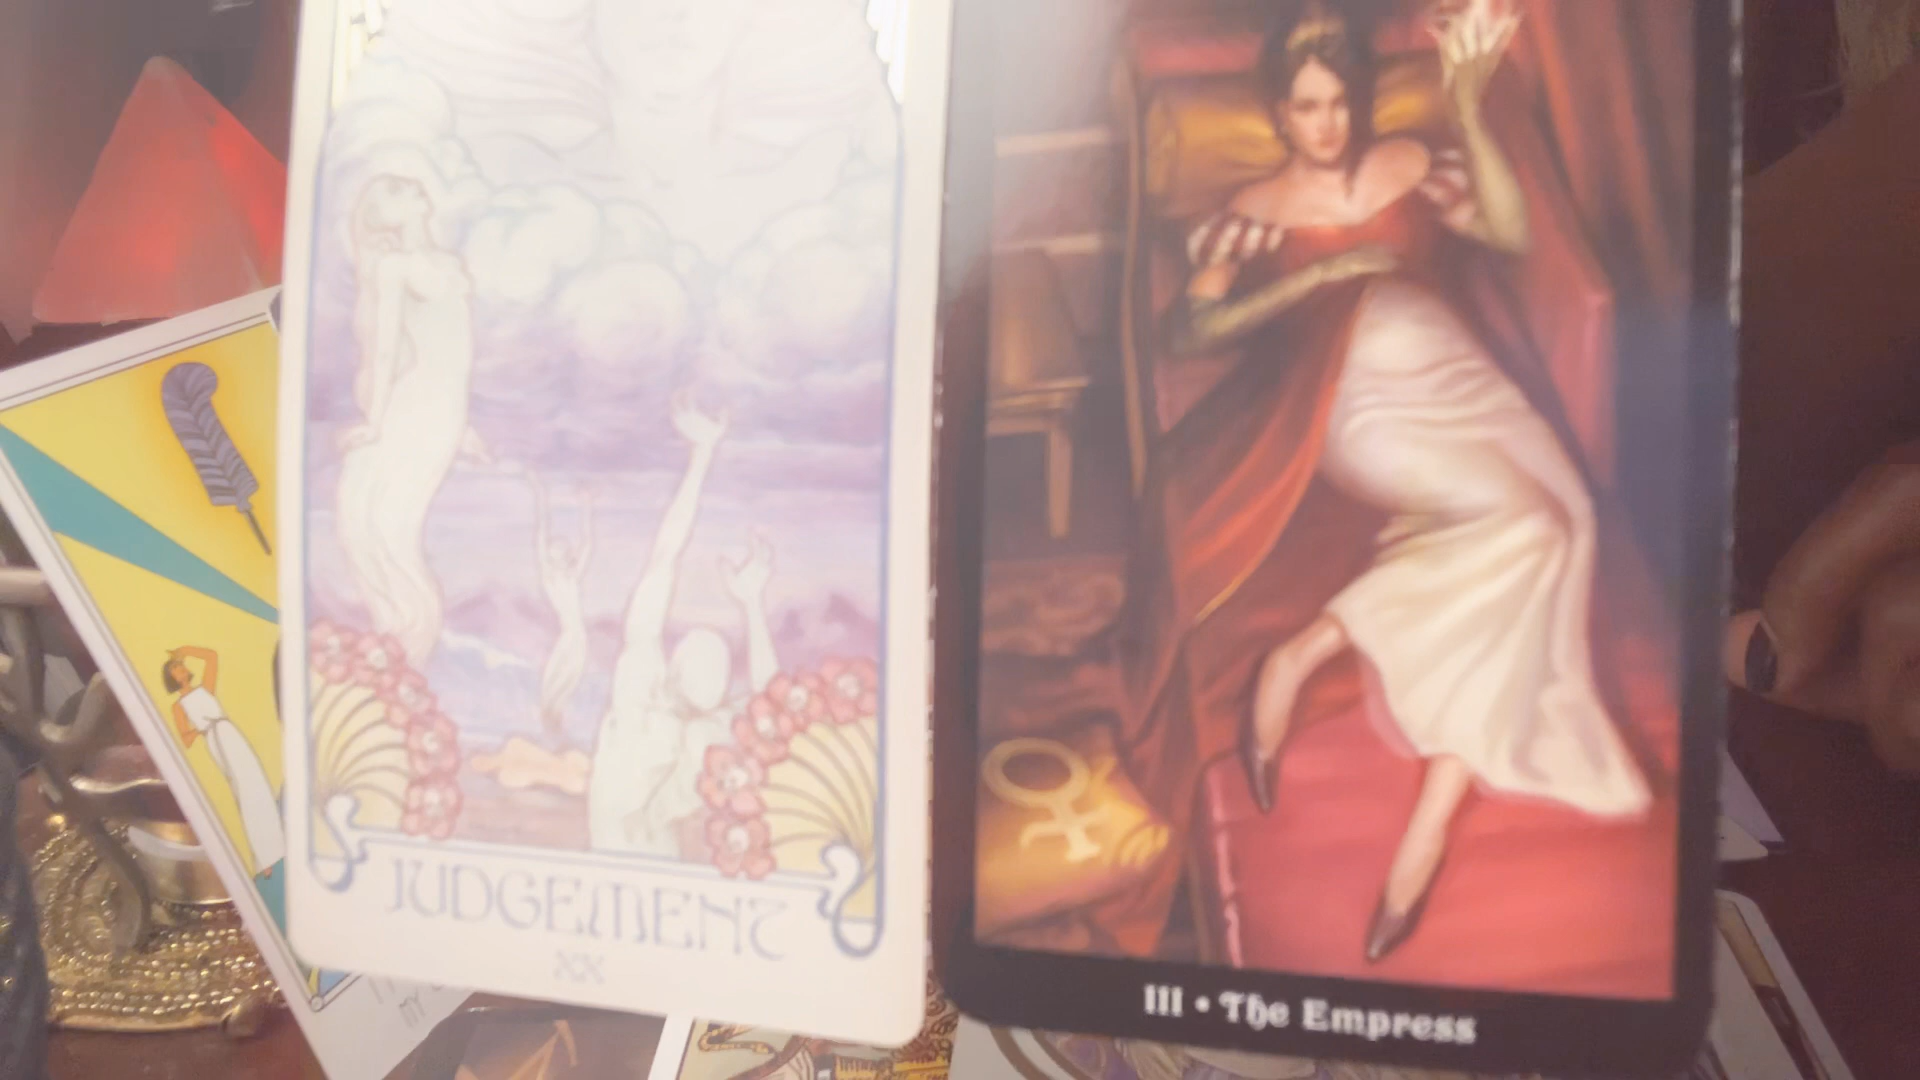 JUDGEMENT
XX
III • The Empress